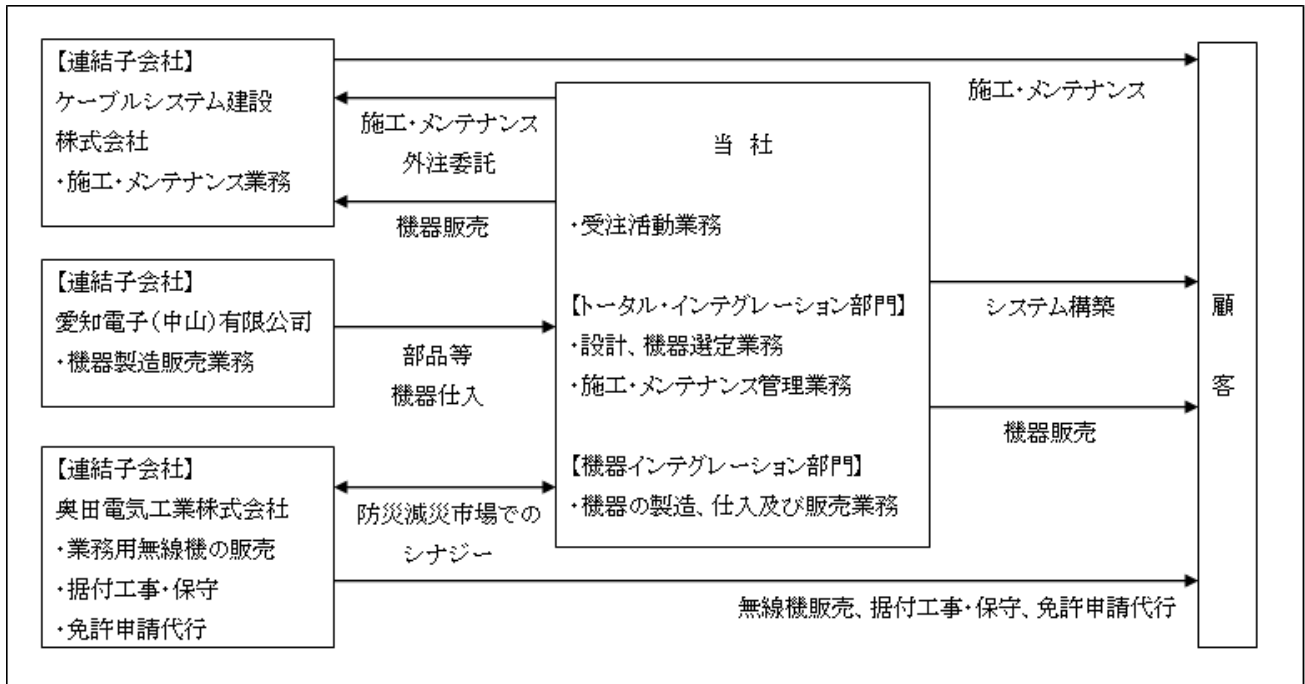 【連結子会社】
ケーブルシステム建設
株式会社
・施工・メンテナンス業務
施工・メンテナンス
外注委託
機器販売
【連結子会社】
愛知電子(中山)有限公司
・機器製造販売業務
部品等
機器仕入
【連結子会社】
奥田電気工業株式会社
・業務用無線機の販売
・据付工事・保守
・免許申請代行
防災減災市場での
シナジー
当 社
・受注活動業務
【トータル・インテグレーション部門】
・設計、機器選定業務
・施工・メンテナンス管理業務
【機器インテグレーション部門】
・機器の製造、仕入及び販売業務
施工・メンテナンス
システム構築
機器販売
無線機販売、据付工事・保守、免許申請代行
顧
客